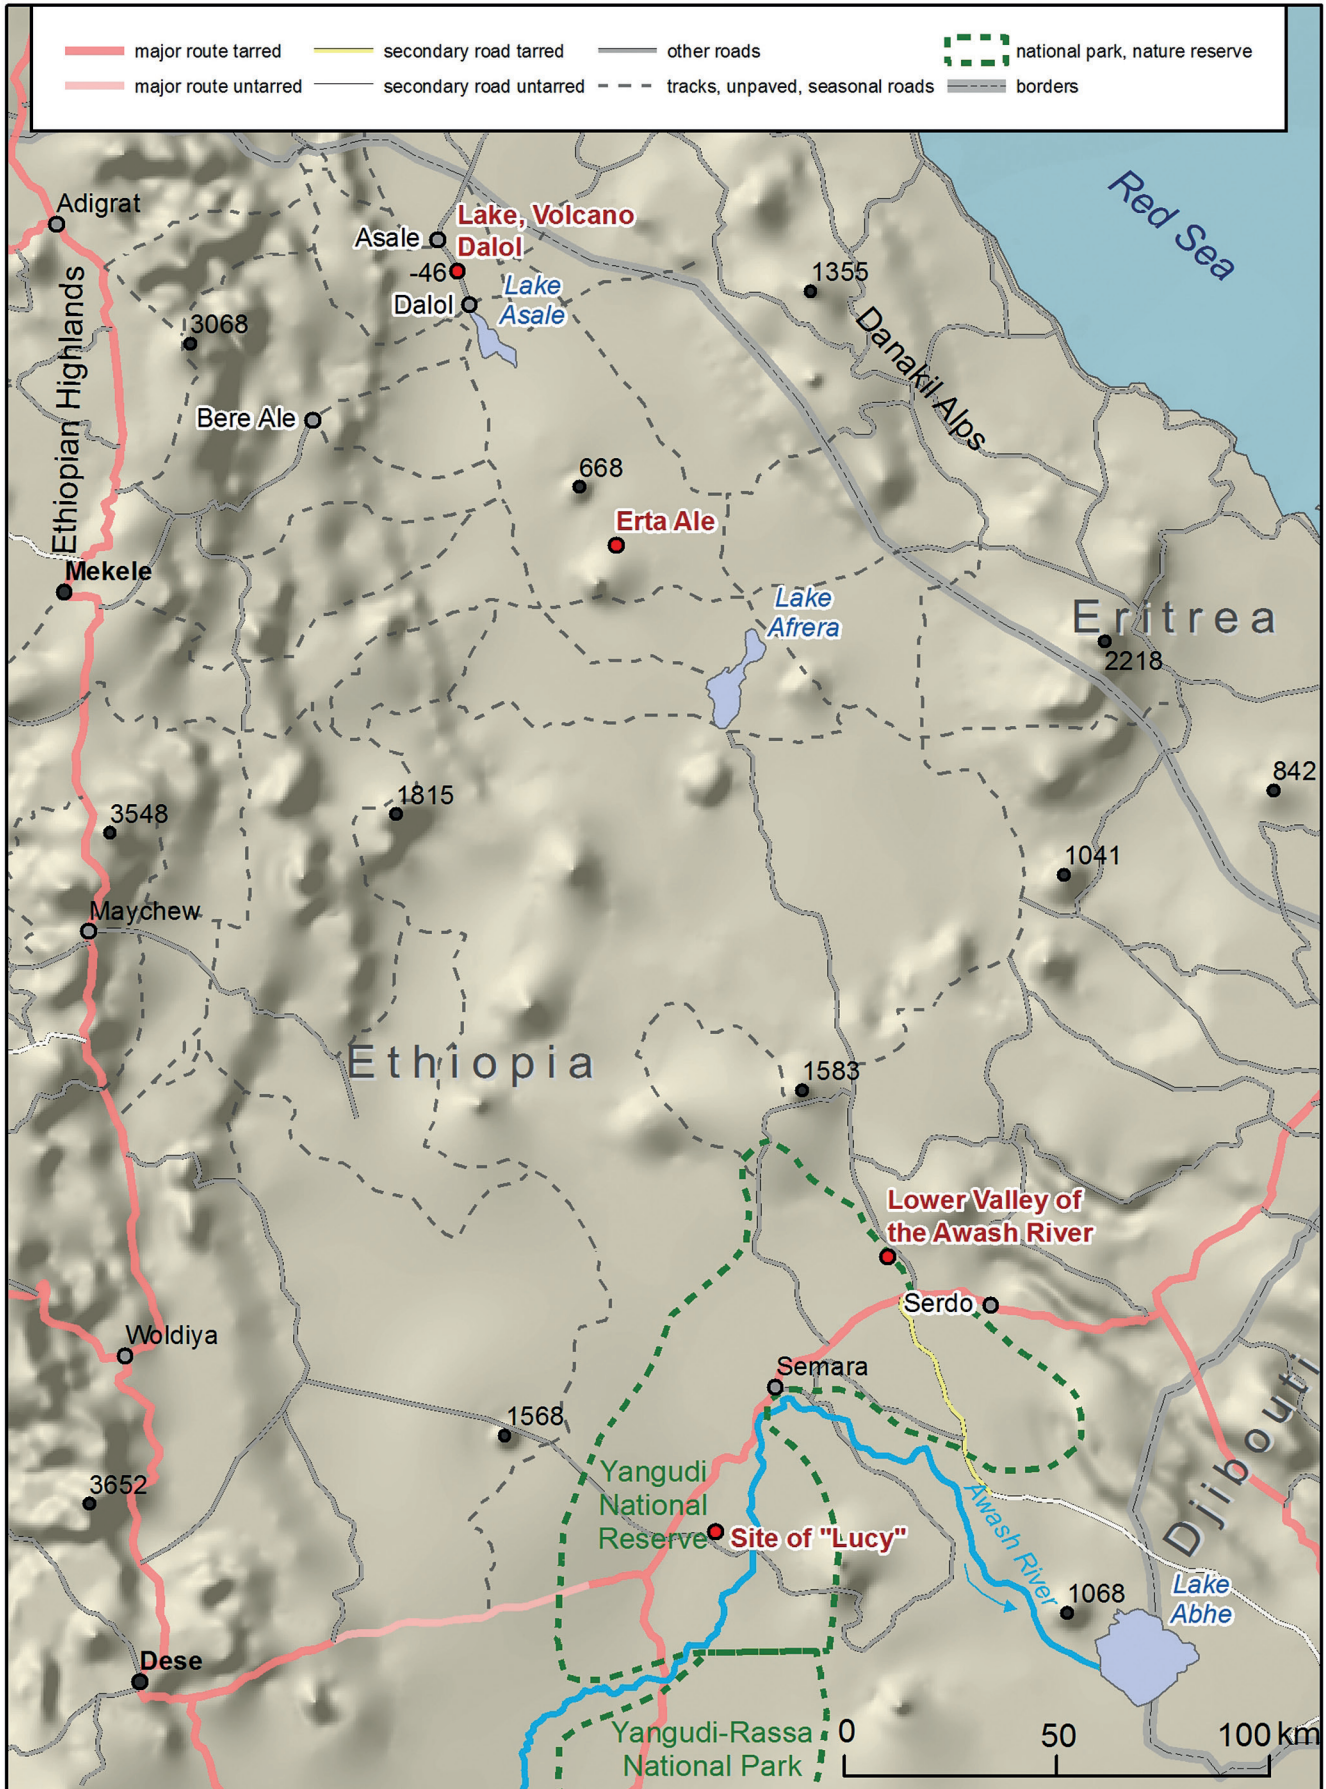 major route tarred
secondary road tarred
other roads
national park, nature reserve
major route untarred
secondary road untarred
tracks, unpaved, seasonal roads
borders
Red Sea
Adigrat
Lake, Volcano
Dalol
Asale
-46
Dalol
Lake
Asale
1355
Ethiopian Highlands
3068
Danakil Alps
Bere Ale
668
Erta Ale
Mekele
Lake
Afrera
Eritrea
2218
842
3548
1815
1041
Maychew
Ethiopia
1583
Lower Valley of
the Awash River
Serdo
Woldiya
Semara
Djibouti
1568
3652
Yangudi
National
Reserve
Site of "Lucy"
Awash River
1068
Lake
Abhe
Dese
Yangudi-Rassa
National Park
0 50 100 km